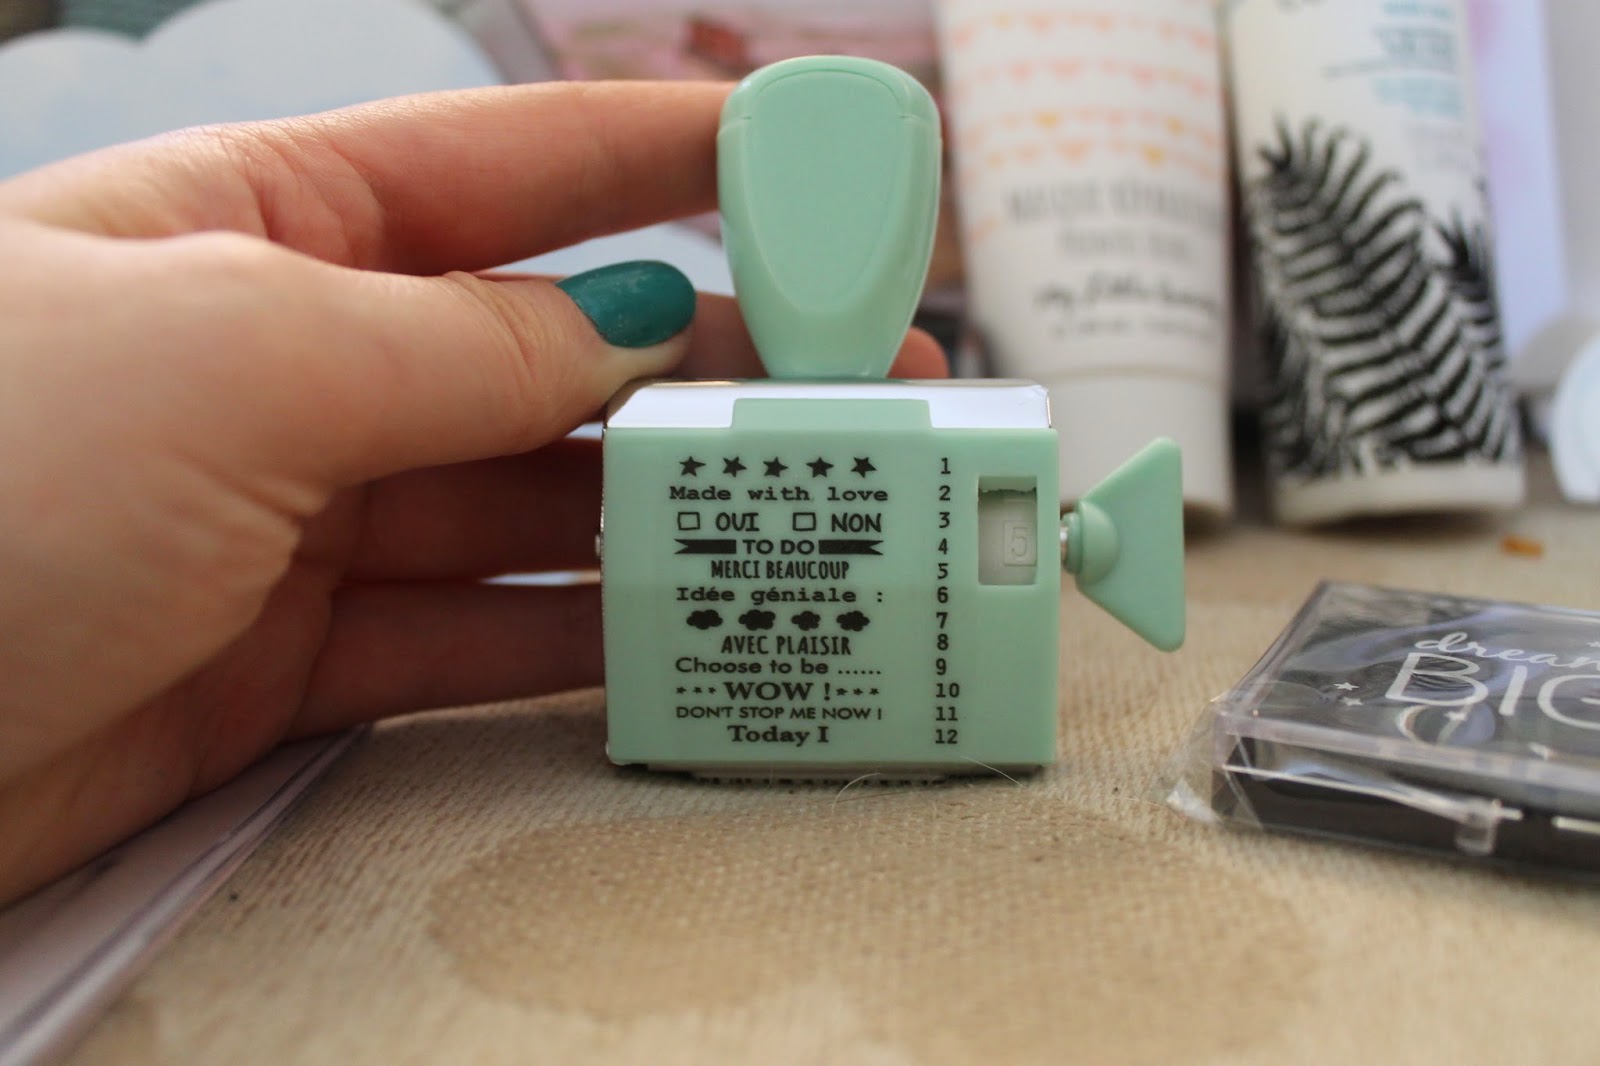 ★ ★ ★ ★ ★ 1
Made with love 2
☐ OUI ☐ NON 3
TO DO 4
MERCI BEAUCOUP 5
Idée géniale : 6
7
AVEC PLAISIR 8
Choose to be ...... 9
WOW ! 10
DON'T STOP ME NOW ! 11
Today I 12
5
BIG